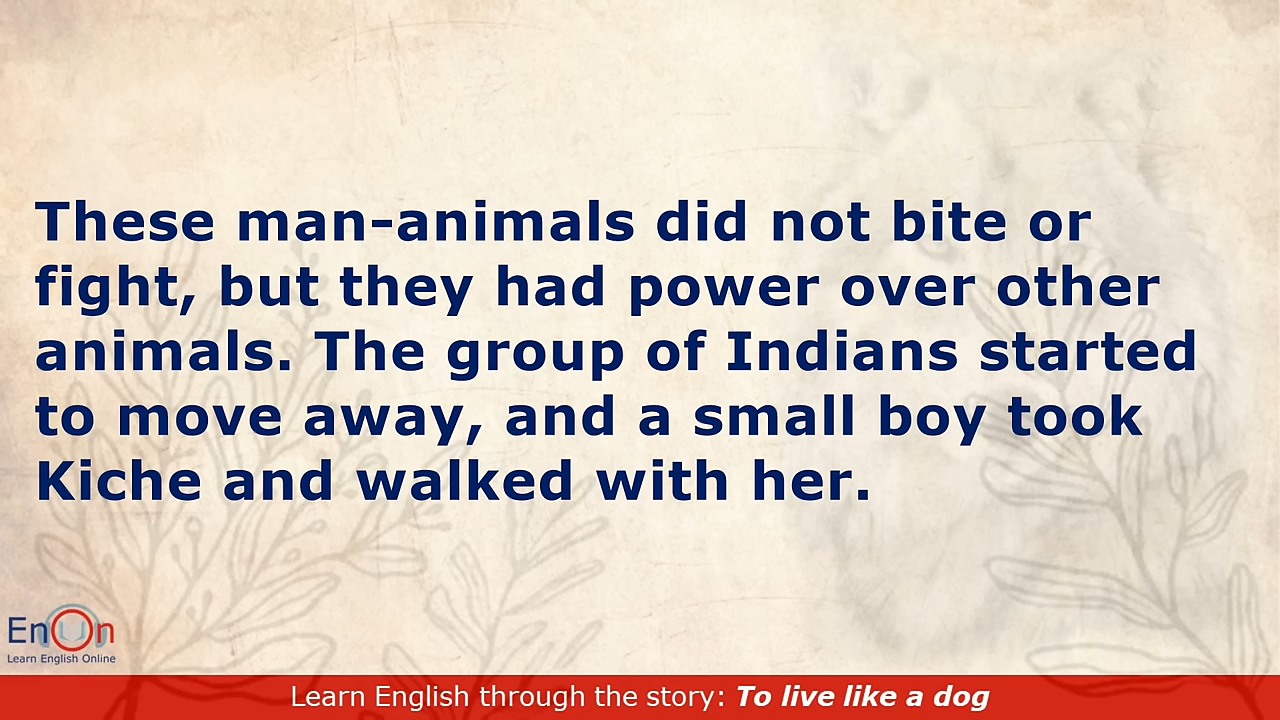 These man-animals did not bite or
fight, but they had power over other
animals. The group of Indians started
to move away, and a small boy took
Kiche and walked with her.
EnOn
Learn English Online
Learn English through the story: To live like a dog